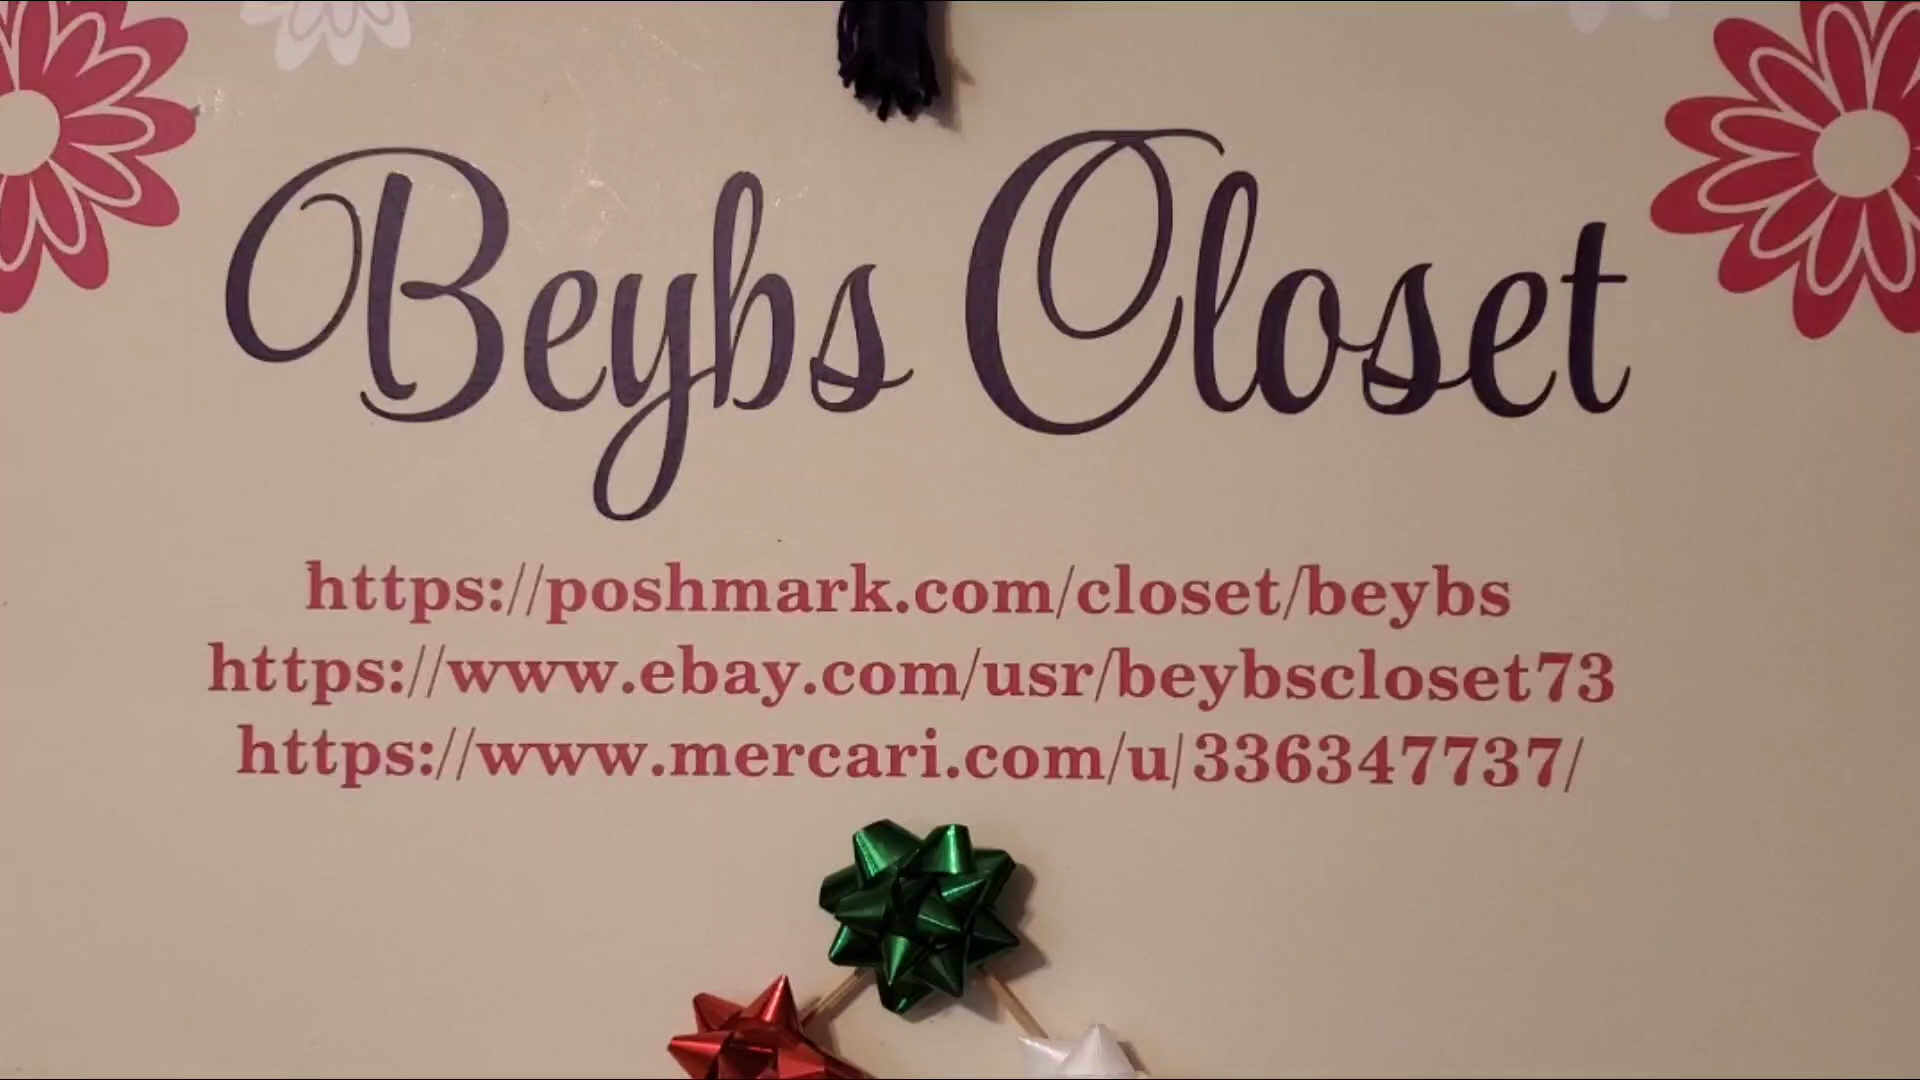 Beybs Closet
https://poshmark.com/closet/beybs
https://www.ebay.com/usr/beybscloset73
https://www.mercari.com/u/336347737/